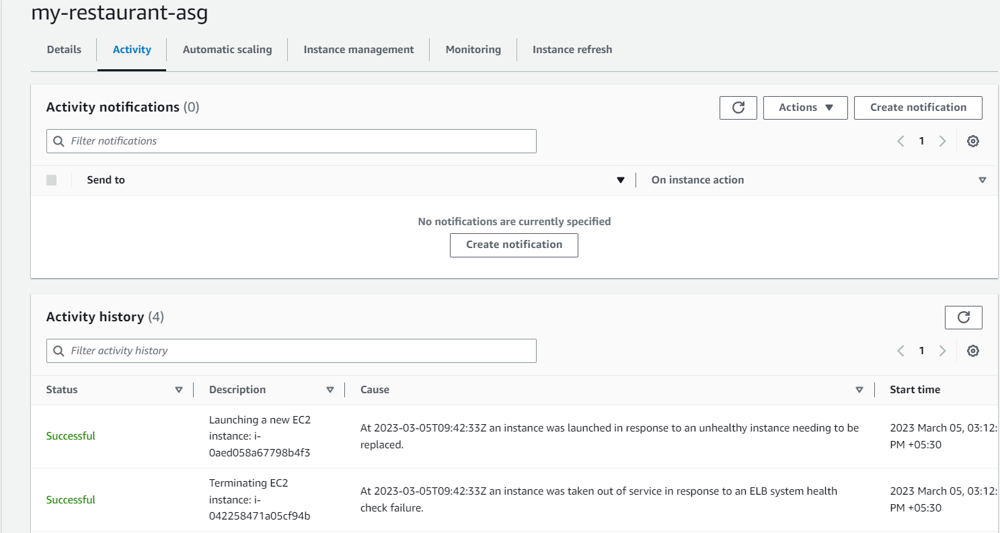 my-restaurant-asg
Details
Activity
Automatic scaling
Instance management
Monitoring
Instance refresh
Activity notifications (0)
Actions
Create notification
Filter notifications
1
Send to
On instance action
No notifications are currently specified
Create notification
Activity history (4)
Filter activity history
1
Status
Description
Cause
Start time
Successful
Launching a new EC2
instance: i-
0aed058a67798b4f3
At 2023-03-05T09:42:33Z an instance was launched in response to an unhealthy instance needing to be
replaced.
2023 March 05, 03:12:
PM +05:30
Successful
Terminating EC2
instance: i-
042258471a05cf94b
At 2023-03-05T09:42:33Z an instance was taken out of service in response to an ELB system health
check failure.
2023 March 05, 03:12:
PM +05:30